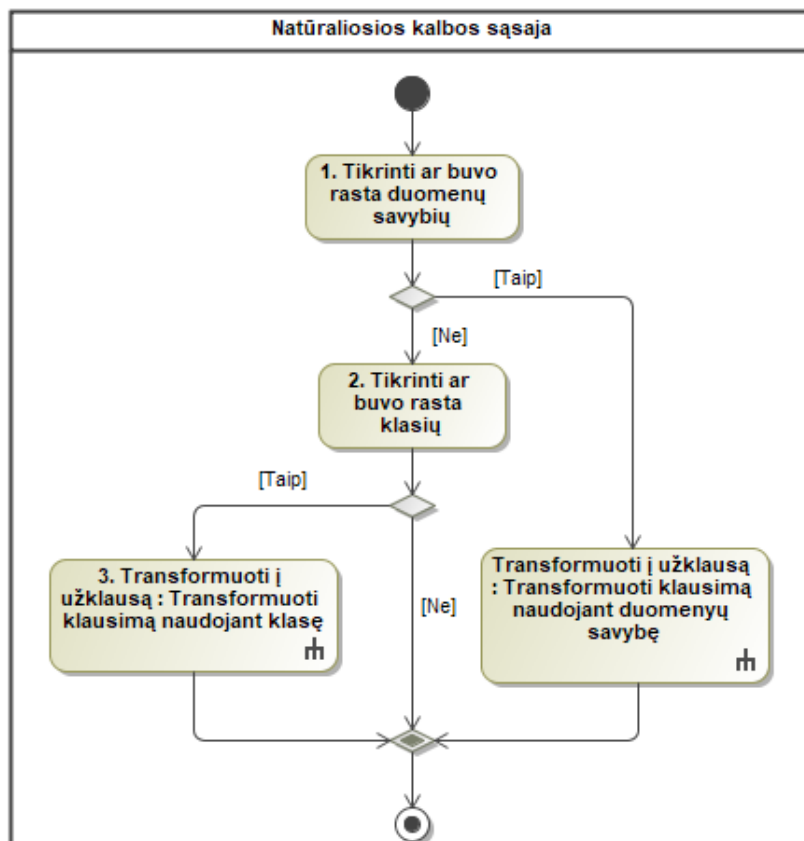 Natūraliosios kalbos sąsaja
1. Tikrinti ar buvo
rasta duomenų
savybių
[Taip]
[Ne]
2. Tikrinti ar
buvo rasta
klasių
[Taip]
3. Transformuoti į
užklausą : Transformuoti
klausimą naudojant klasę
[Ne]
Transformuoti į užklausą
: Transformuoti klausimą
naudojant duomenyų
savybę